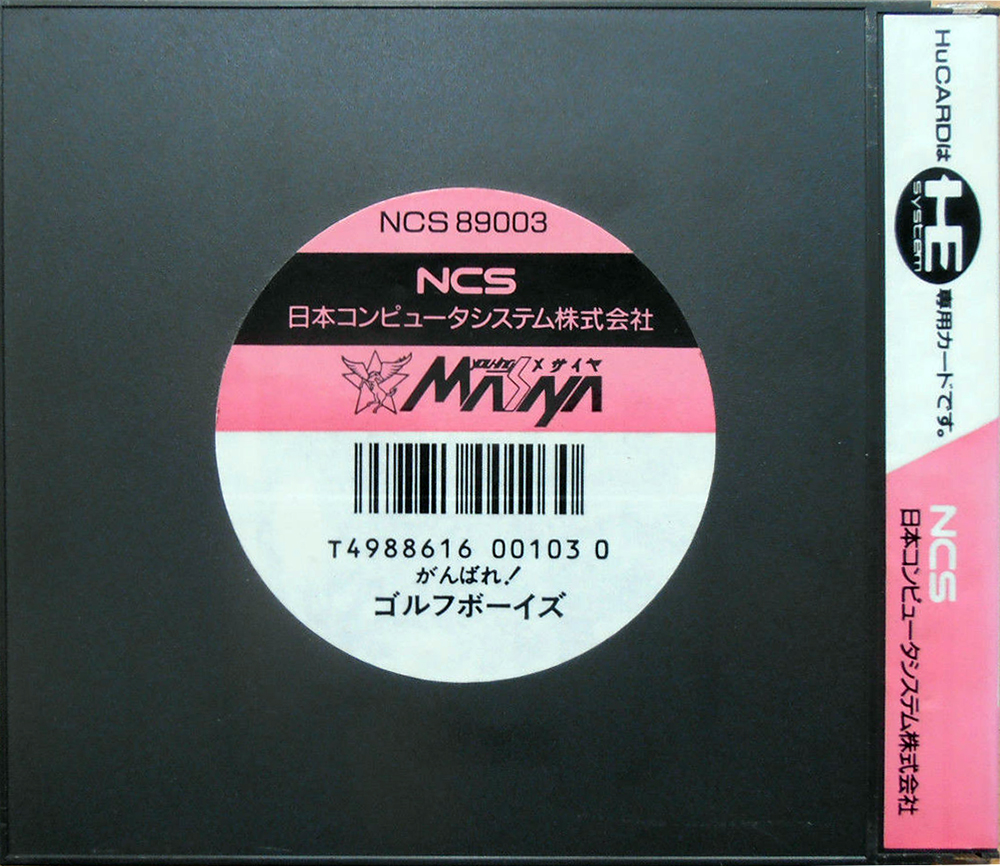 NCS 89003
NCS
日本コンピュータシステム株式会社
you-ng メサイヤ
MASAYA
T4988616 00103 0
がんばれ!
ゴルフボーイズ
HuCARDは HE system 専用カードです。
NCS
日本コンピュータシステム株式会社